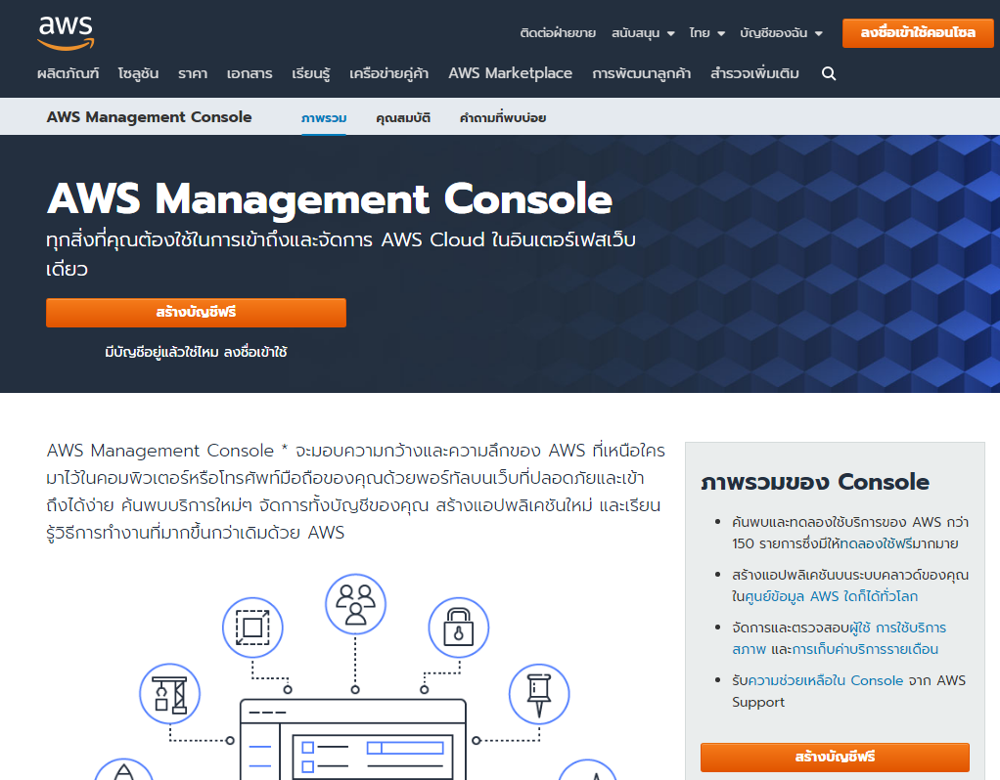 aws
ติดต่อฝ่ายขาย สนับสนุน ไทย บัญชีของฉัน ลงชื่อเข้าใช้คอนโซล
ผลิตภัณฑ์ โซลูชัน ราคา เอกสาร เรียนรู้ เครือข่ายคู่ค้า AWS Marketplace การพัฒนาลูกค้า สำรวจเพิ่มเติม
AWS Management Console ภาพรวม คุณสมบัติ คำถามที่พบบ่อย
AWS Management Console
ทุกสิ่งที่คุณต้องใช้ในการเข้าถึงและจัดการ AWS Cloud ในอินเตอร์เฟสเว็บ
เดียว
สร้างบัญชีฟรี
มีบัญชีอยู่แล้วใช่ไหม ลงชื่อเข้าใช้
AWS Management Console * จะมอบความกว้างและความลึกของ AWS ที่เหนือใคร
มาไว้ในคอมพิวเตอร์หรือโทรศัพท์มือถือของคุณด้วยพอร์ทัลบนเว็บที่ปลอดภัยและเข้า
ถึงได้ง่าย ค้นพบบริการใหม่ๆ จัดการทั้งบัญชีของคุณ สร้างแอปพลิเคชันใหม่ และเรียน
รู้วิธีการทำงานที่มากขึ้นกว่าเดิมด้วย AWS
ภาพรวมของ Console
ค้นพบและทดลองใช้บริการของ AWS กว่า
150 รายการซึ่งมีให้ทดลองใช้ฟรีมากมาย
สร้างแอปพลิเคชันบนระบบคลาวด์ของคุณ
ในศูนย์ข้อมูล AWS ใดก็ได้ทั่วโลก
จัดการและตรวจสอบผู้ใช้ การใช้บริการ
สภาพ และการเก็บค่าบริการรายเดือน
รับความช่วยเหลือใน Console จาก AWS
Support
สร้างบัญชีฟรี